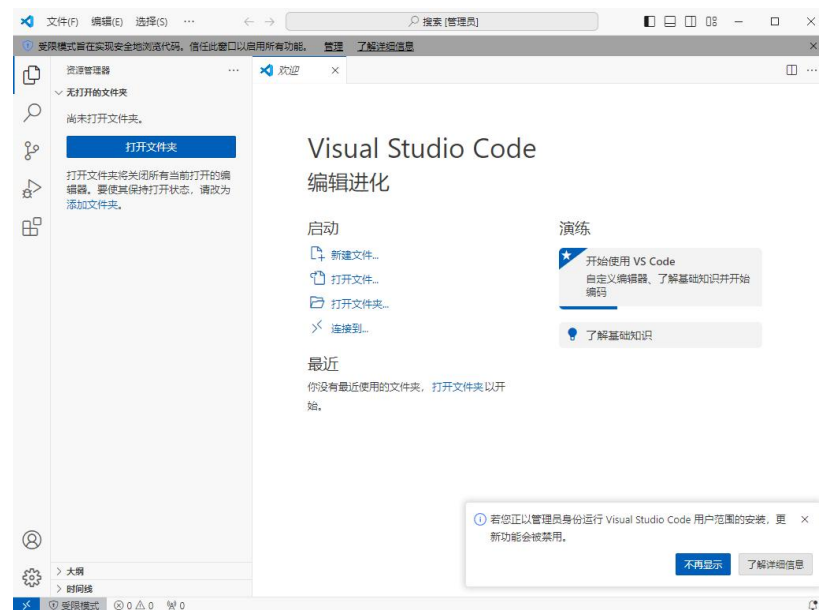 文件(F) 编辑(E) 选择(S) ··· 搜索 [管理员]
受限模式旨在实现安全地浏览代码。信任此窗口以启用所有功能。 管理 了解详细信息
资源管理器 ···
欢迎
无打开的文件夹
尚未打开文件夹。
打开文件夹
打开文件夹将关闭所有当前打开的编
辑器。要使其保持打开状态，请改为
添加文件夹。
Visual Studio Code
编辑进化
启动
新建文件...
打开文件...
打开文件夹...
连接到...
最近
你没有最近使用的文件夹，打开文件夹以开
始。
演练
开始使用 VS Code
自定义编辑器、了解基础知识并开始
编码
了解基础知识
若您正以管理员身份运行 Visual Studio Code 用户范围的安装，更
新功能会被禁用。
不再显示 了解详细信息
大纲
时间线
受限模式 0 0 0